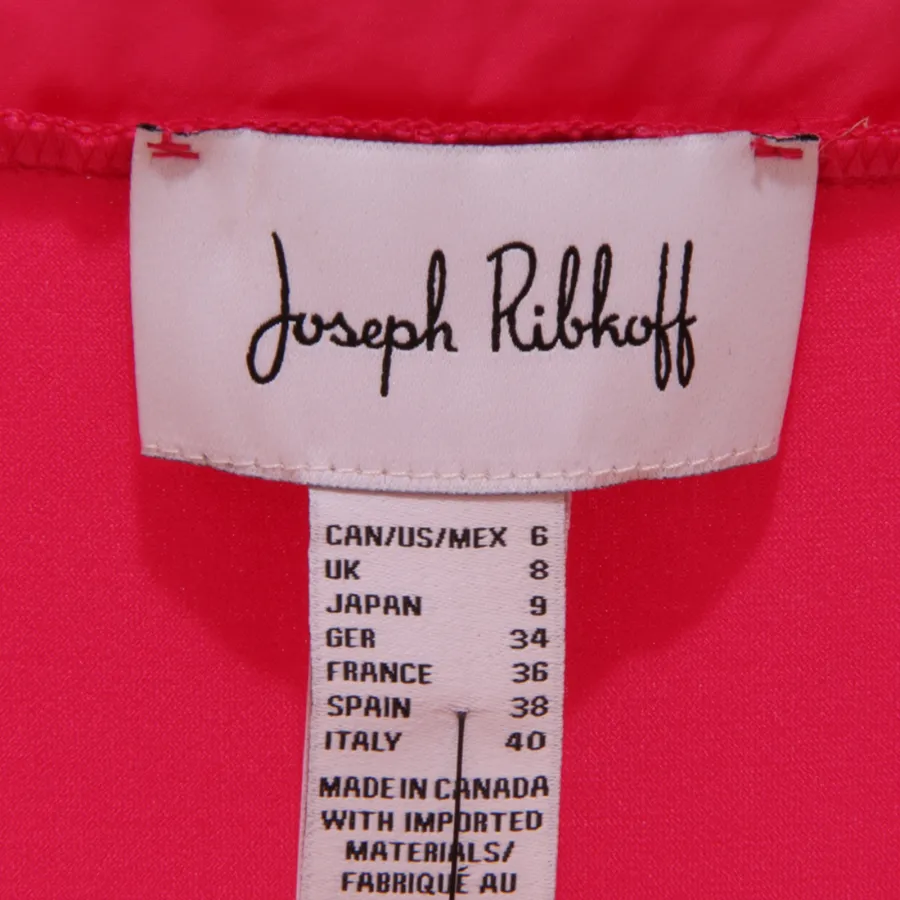 Joseph Ribkoff
CAN/US/MEX 6
UK 8
JAPAN 9
GER 34
FRANCE 36
SPAIN 38
ITALY 40
MADE IN CANADA
WITH IMPORTED
MATERIALS/
FABRIQUÉ AU